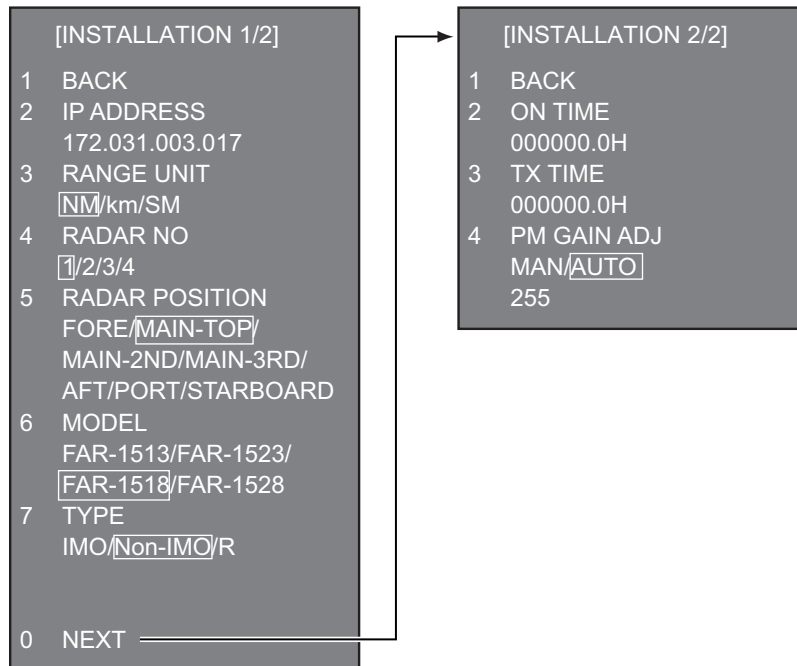 [INSTALLATION 1/2]
1 BACK
2 IP ADDRESS
172.031.003.017
3 RANGE UNIT
NM/km/SM
4 RADAR NO
1/2/3/4
5 RADAR POSITION
FORE/MAIN-TOP/
MAIN-2ND/MAIN-3RD/
AFT/PORT/STARBOARD
6 MODEL
FAR-1513/FAR-1523/
FAR-1518/FAR-1528
7 TYPE
IMO/Non-IMO/R
0 NEXT
[INSTALLATION 2/2]
1 BACK
2 ON TIME
000000.0H
3 TX TIME
000000.0H
4 PM GAIN ADJ
MAN/AUTO
255